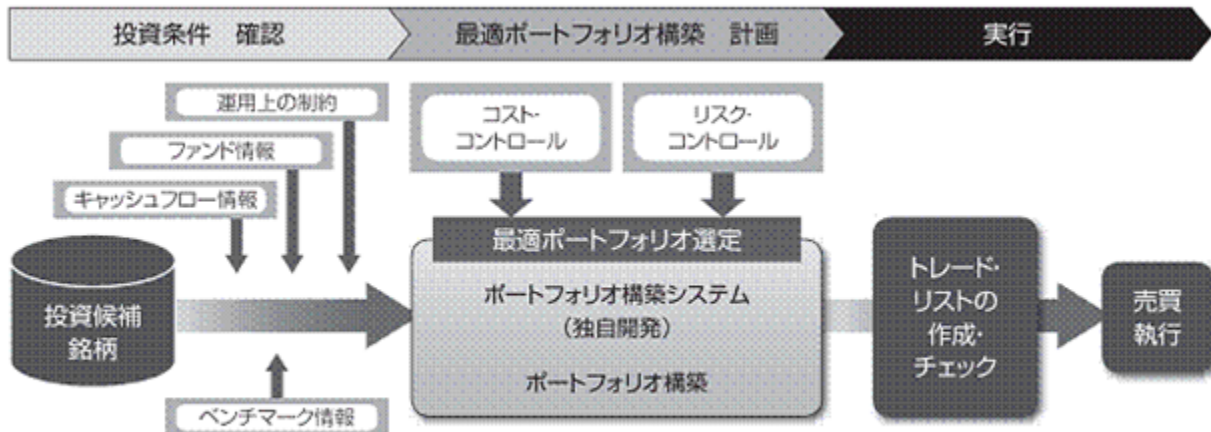 投資条件 確認
最適ポートフォリオ構築 計画
実行
運用上の制約
ファンド情報
キャッシュフロー情報
投資候補
銘柄
ベンチマーク情報
コスト・
コントロール
リスク・
コントロール
最適ポートフォリオ選定
ポートフォリオ構築システム
(独自開発)
ポートフォリオ構築
トレード・
リストの
作成・
チェック
売買
執行